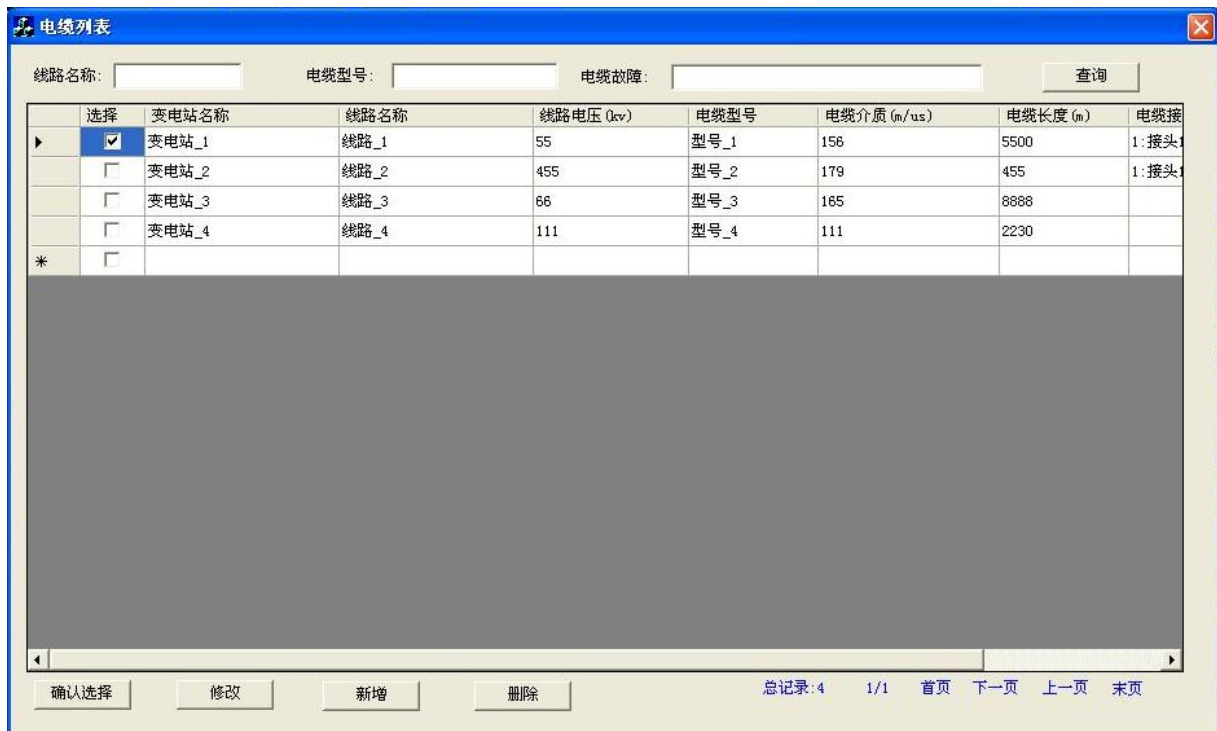 电缆列表
线路名称: 电缆型号: 电缆故障: 查询
选择 变电站名称 线路名称 线路电压(kv) 电缆型号 电缆介质(m/us) 电缆长度(m) 电缆接
变电站_1 线路_1 55 型号_1 156 5500 1:接头1
变电站_2 线路_2 455 型号_2 179 455 1:接头1
变电站_3 线路_3 66 型号_3 165 8888
变电站_4 线路_4 111 型号_4 111 2230
确认选择 修改 新增 删除 总记录:4 1/1 首页 下一页 上一页 末页